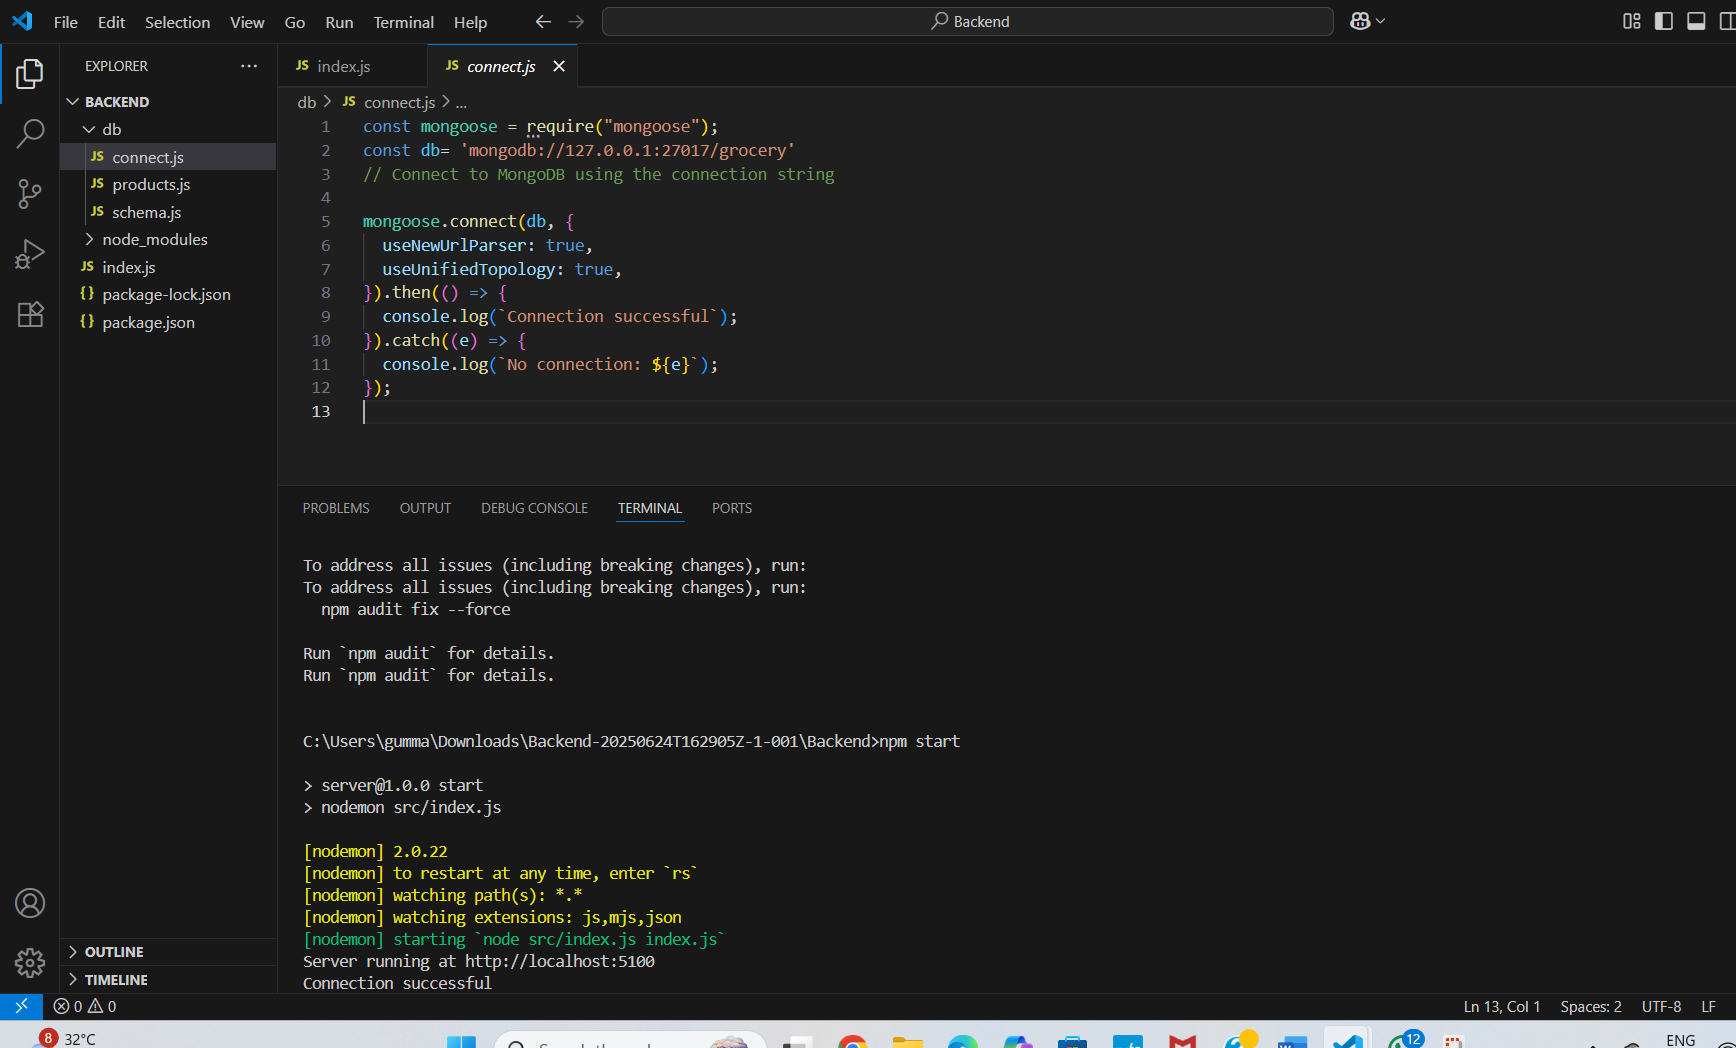 File Edit Selection View Go Run Terminal Help
Backend
EXPLORER
BACKEND
db
JS connect.js
JS products.js
JS schema.js
node_modules
JS index.js
{} package-lock.json
{} package.json
OUTLINE
TIMELINE
JS index.js
JS connect.js
db > JS connect.js > ...
1 const mongoose = require("mongoose");
2 const db= 'mongodb://127.0.0.1:27017/grocery'
3 // Connect to MongoDB using the connection string
4
5 mongoose.connect(db, {
6 useNewUrlParser: true,
7 useUnifiedTopology: true,
8 }).then(() => {
9 console.log(`Connection successful`);
10 }).catch((e) => {
11 console.log(`No connection: ${e}`);
12 });
13
PROBLEMS OUTPUT DEBUG CONSOLE TERMINAL PORTS
To address all issues (including breaking changes), run:
To address all issues (including breaking changes), run:
npm audit fix --force
Run `npm audit` for details.
Run `npm audit` for details.
C:\Users\gumma\Downloads\Backend-20250624T162905Z-1-001\Backend>npm start
> server@1.0.0 start
> nodemon src/index.js
[nodemon] 2.0.22
[nodemon] to restart at any time, enter `rs`
[nodemon] watching path(s): *.*
[nodemon] watching extensions: js,mjs,json
[nodemon] starting `node src/index.js index.js`
Server running at http://localhost:5100
Connection successful
0 0
Ln 13, Col 1 Spaces: 2 UTF-8 LF
8 32°C
12
ENG